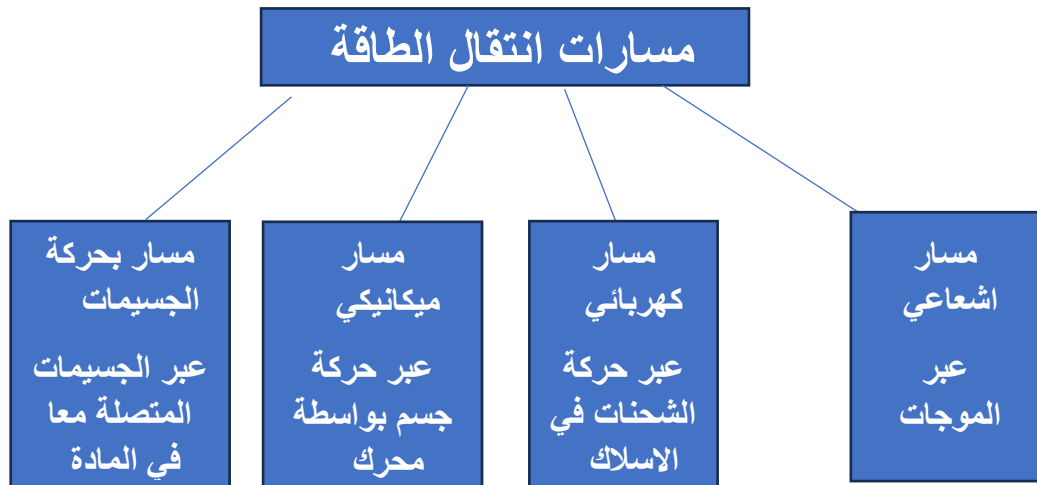 مسارات انتقال الطاقة
مسار
اشعاعي
عبر
الموجات
مسار
كهربائي
عبر حركة
الشحنات في
الاسلاك
مسار
ميكانيكي
عبر حركة
جسم بواسطة
محرك
مسار بحركة
الجسيمات
عبر الجسيمات
المتصلة معا
في المادة